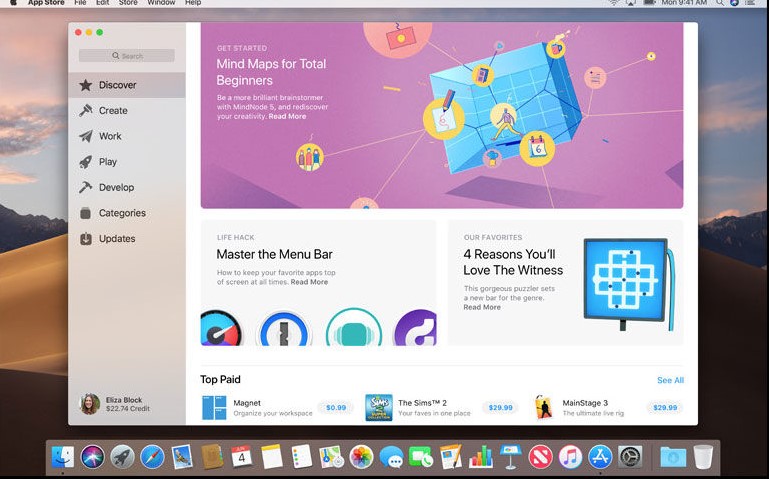 App Store File Edit Store Window Help
Mon 9:41 AM
Search
Discover
Create
Work
Play
Develop
Categories
Updates
Eliza Block
$22.74 Credit
GET STARTED
Mind Maps for Total
Beginners
Be a more brilliant brainstormer
with MindNode 5, and rediscover
your creativity. Read More
6
LIFE HACK
Master the Menu Bar
How to keep your favorite apps top
of screen at all times. Read More
OUR FAVORITES
4 Reasons You'll
Love The Witness
This gorgeous puzzler sets
a new bar for the genre.
Read More
Top Paid
See All
Magnet
Organize your workspace
$0.99
The Sims™ 2
Your faves in one place
$29.99
MainStage 3
The ultimate live rig
$29.99
4